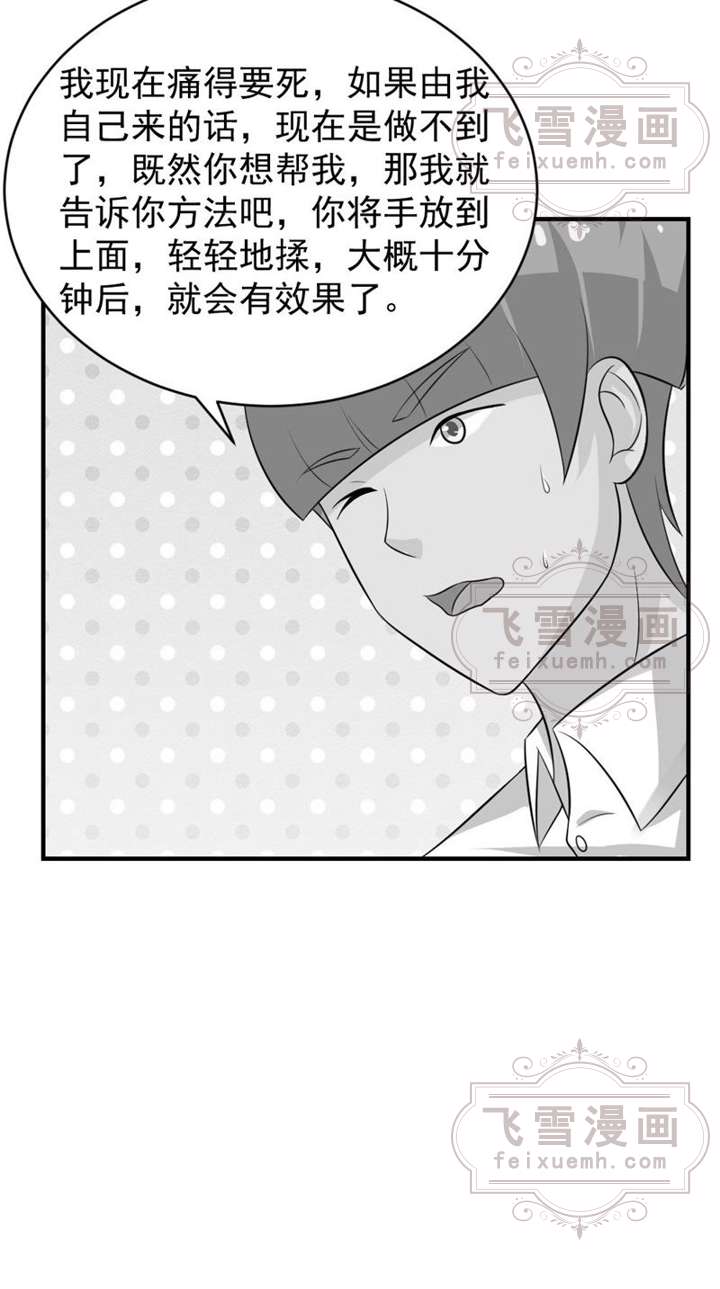 我现在痛得要死，如果由我
自己来的话，现在是做不到
了，既然你想帮我，那我就
告诉你方法吧，你将手放到
上面，轻轻地揉，大概十分
钟后，就会有效果了。
飞雪漫画
feixuemh.com
飞雪漫画
feixuemh.com
飞雪漫画
feixuemh.com